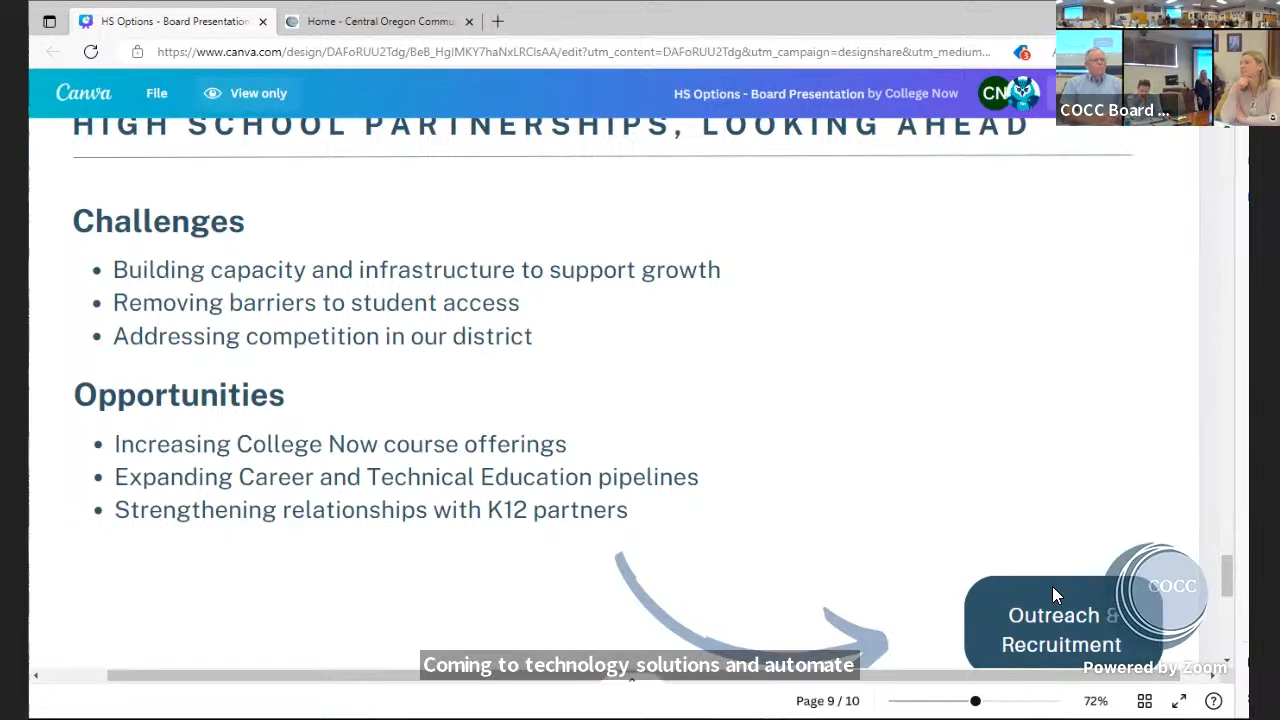 HS Options - Board Presentation
Home - Central Oregon Commu
https://www.canva.com/design/DAFoRUU2Tdg/BeB_HgIMKY7haNxLRCIsAA/edit?utm_content=DAFoRUU2Tdg&utm_campaign=designshare&utm_medium...
3
Canva File View only HS Options - Board Presentation by College Now CN
COCC Board ...
HIGH SCHOOL PARTNERSHIPS, LOOKING AHEAD
Challenges
• Building capacity and infrastructure to support growth
• Removing barriers to student access
• Addressing competition in our district
Opportunities
• Increasing College Now course offerings
• Expanding Career and Technical Education pipelines
• Strengthening relationships with K12 partners
COCC
Outreach &
Recruitment
Coming to technology solutions and automate
Powered by Zoom
Page 9 / 10 72%